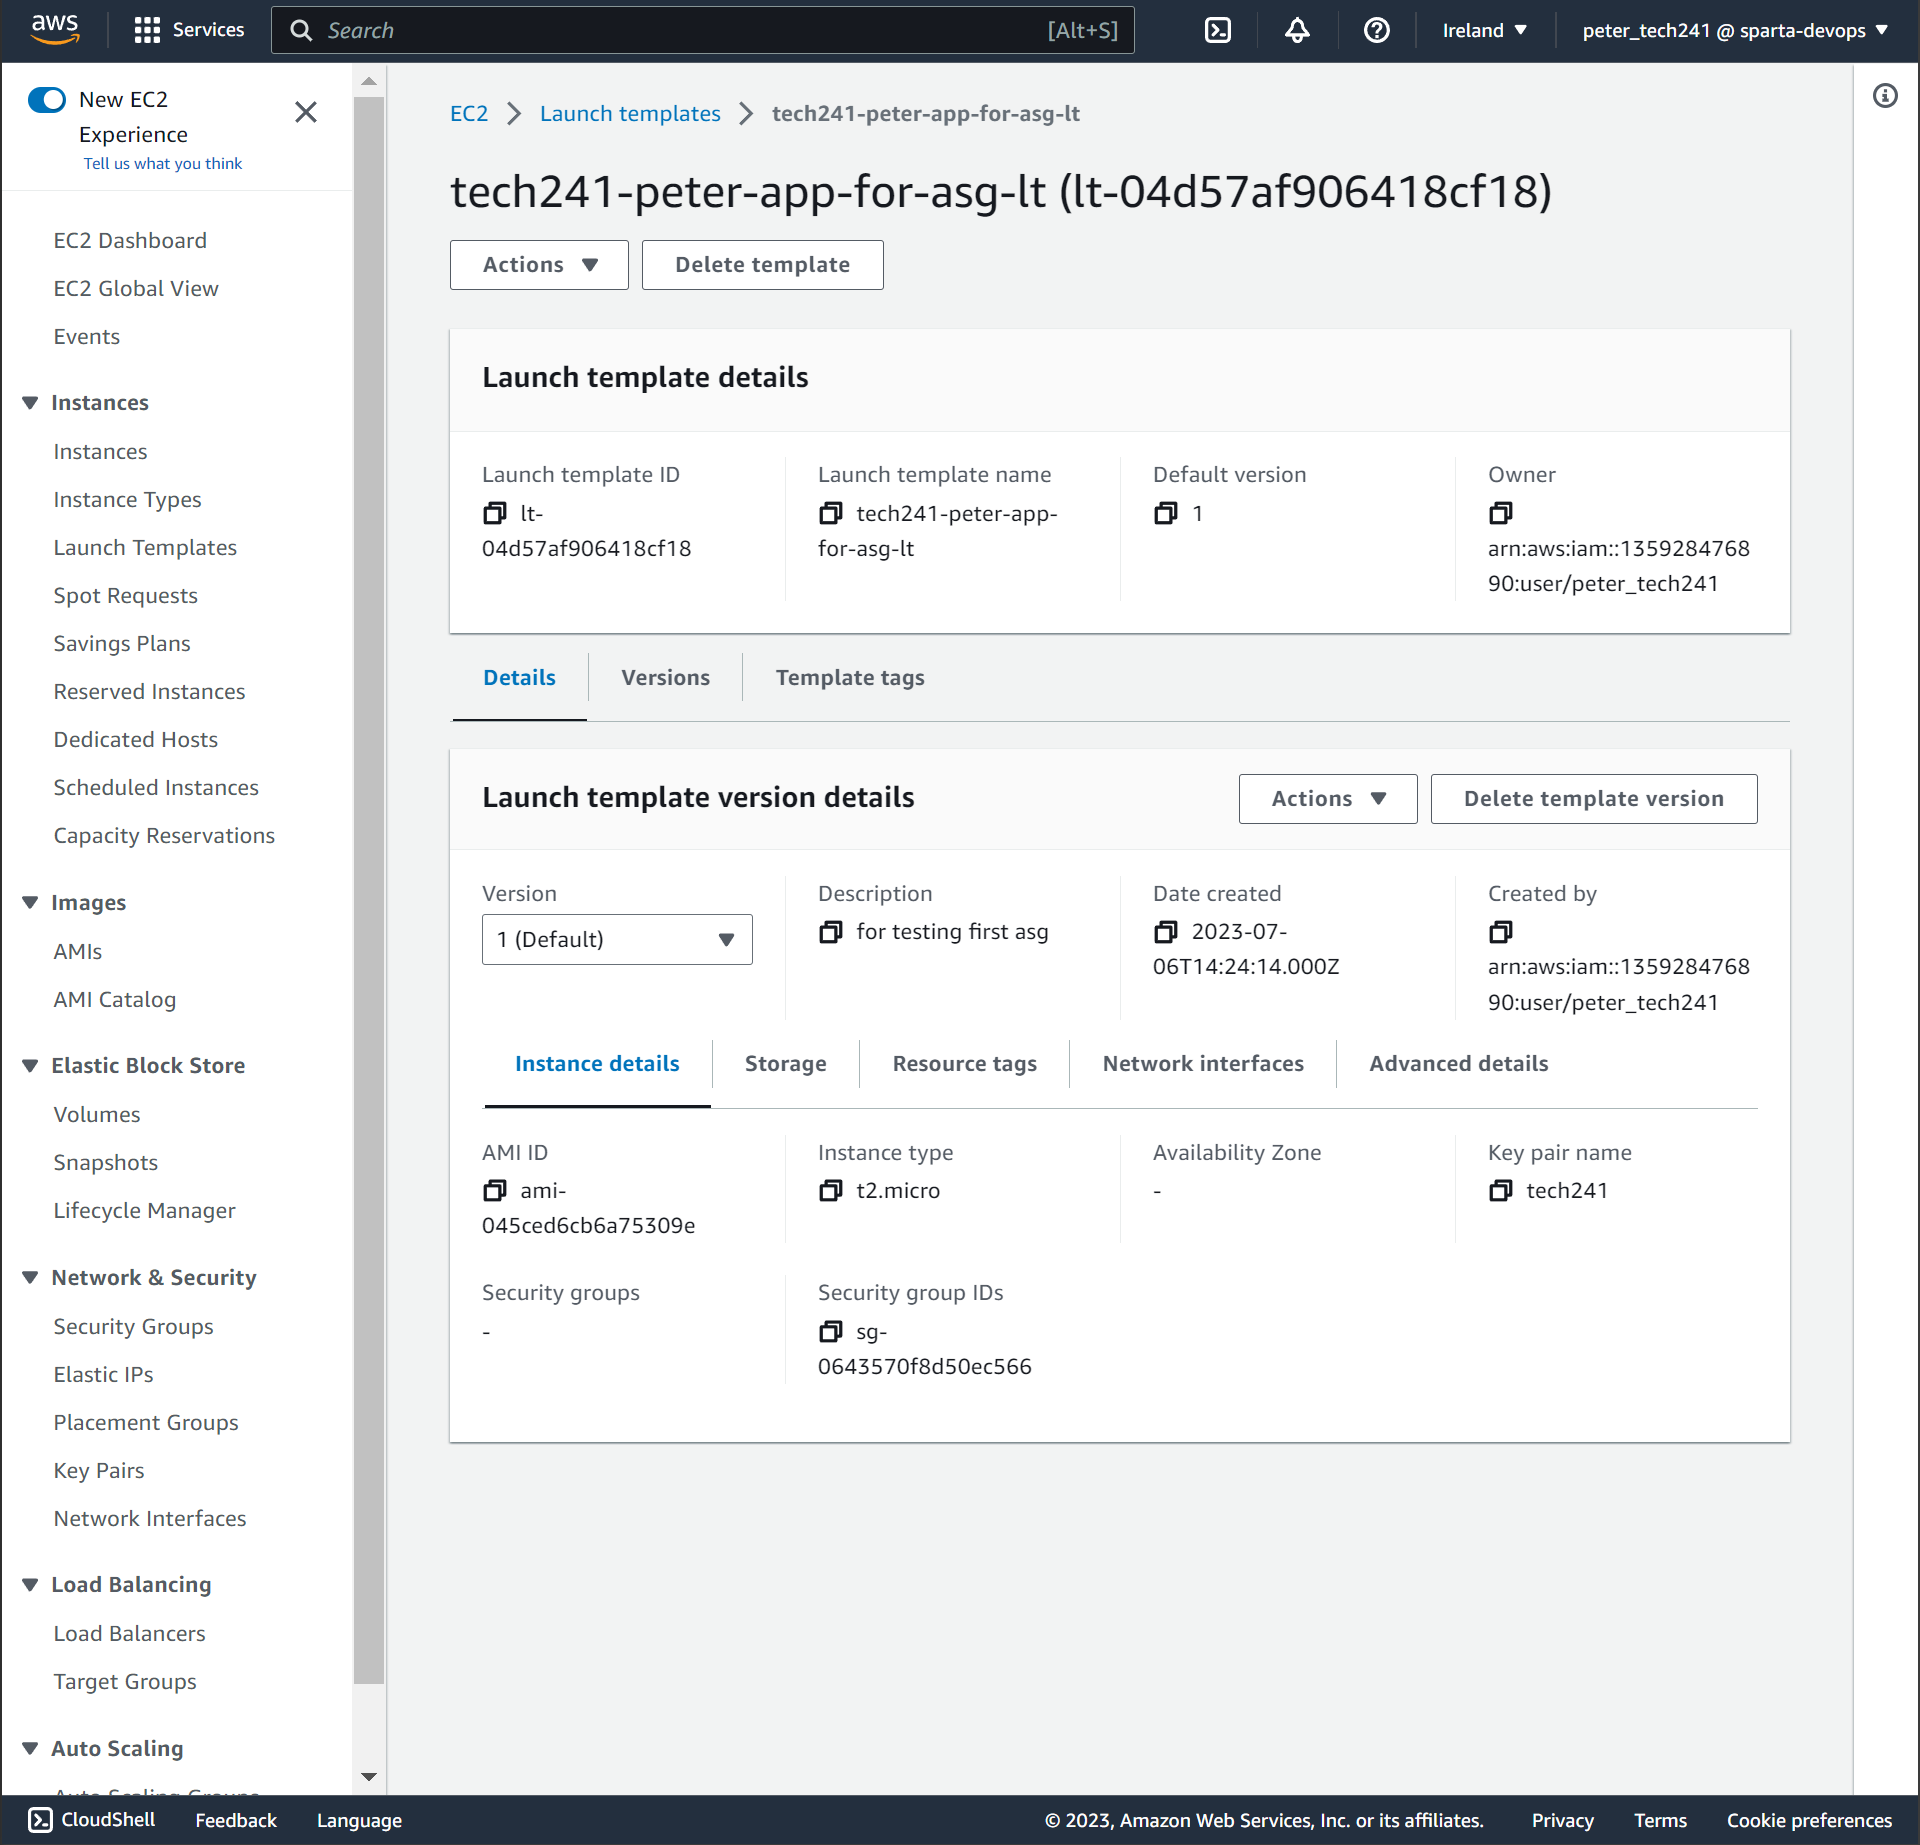 aws
Services
Search
[Alt+S]
Ireland
peter_tech241 @ sparta-devops
New EC2
Experience
Tell us what you think
EC2 Dashboard
EC2 Global View
Events
Instances
Instances
Instance Types
Launch Templates
Spot Requests
Savings Plans
Reserved Instances
Dedicated Hosts
Scheduled Instances
Capacity Reservations
Images
AMIs
AMI Catalog
Elastic Block Store
Volumes
Snapshots
Lifecycle Manager
Network & Security
Security Groups
Elastic IPs
Placement Groups
Key Pairs
Network Interfaces
Load Balancing
Load Balancers
Target Groups
Auto Scaling
Auto Scaling Groups
EC2 > Launch templates > tech241-peter-app-for-asg-lt
tech241-peter-app-for-asg-lt (lt-04d57af906418cf18)
Actions
Delete template
Launch template details
Launch template ID
lt-
04d57af906418cf18
Launch template name
tech241-peter-app-
for-asg-lt
Default version
1
Owner
arn:aws:iam::1359284768
90:user/peter_tech241
Details
Versions
Template tags
Launch template version details
Actions
Delete template version
Version
1 (Default)
Description
for testing first asg
Date created
2023-07-
06T14:24:14.000Z
Created by
arn:aws:iam::1359284768
90:user/peter_tech241
Instance details
Storage
Resource tags
Network interfaces
Advanced details
AMI ID
ami-
045ced6cb6a75309e
Instance type
t2.micro
Availability Zone
-
Key pair name
tech241
Security groups
-
Security group IDs
sg-
0643570f8d50ec566
CloudShell
Feedback
Language
© 2023, Amazon Web Services, Inc. or its affiliates.
Privacy
Terms
Cookie preferences